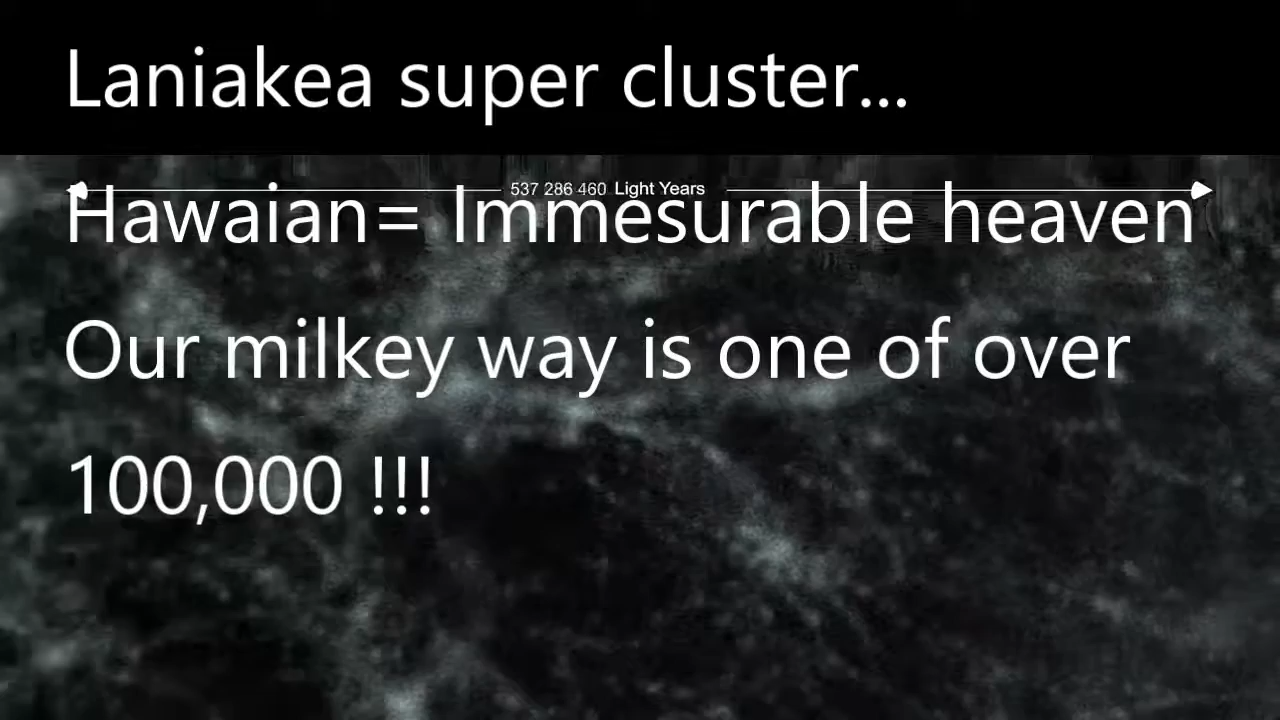 Laniakea super cluster...
537 286 460 Light Years
Hawaian= Immesurable heaven
Our milkey way is one of over
100,000 !!!